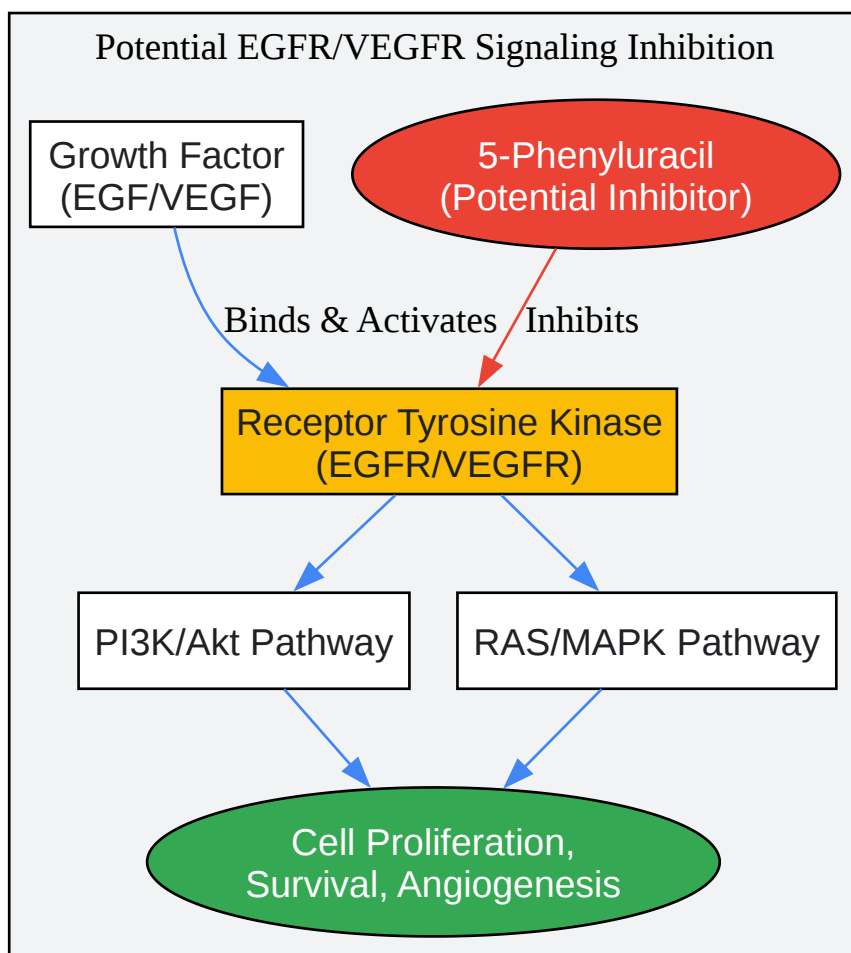 Potential EGFR/VEGFR Signaling Inhibition
Growth Factor
(EGF/VEGF)
5-Phenyluracil
(Potential Inhibitor)
Binds & Activates
Inhibits
Receptor Tyrosine Kinase
(EGFR/VEGFR)
PI3K/Akt Pathway
RAS/MAPK Pathway
Cell Proliferation,
Survival, Angiogenesis